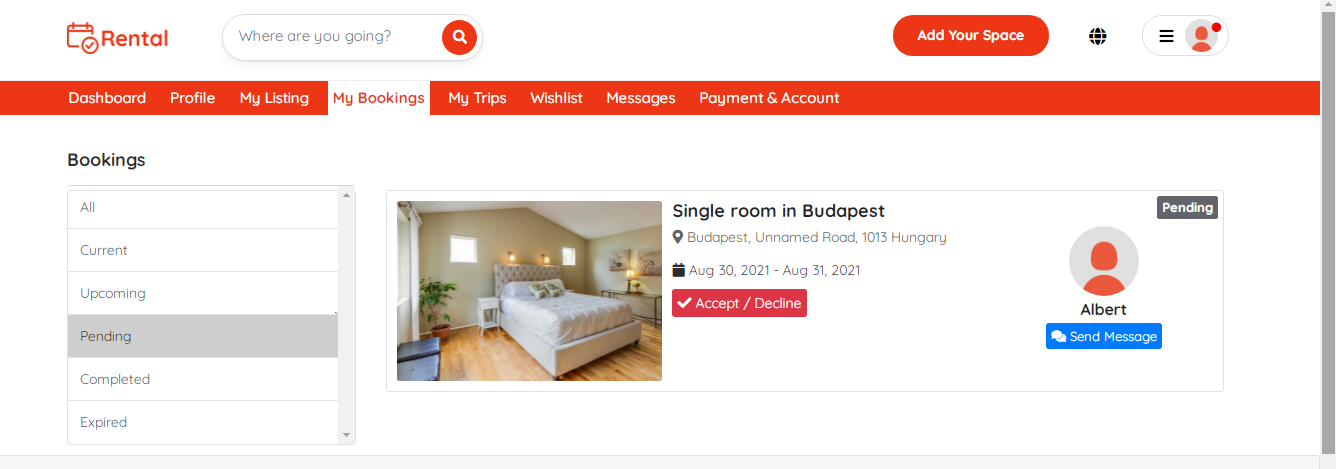 Rental
Where are you going?
Add Your Space
Dashboard Profile My Listing My Bookings My Trips Wishlist Messages Payment & Account
Bookings
All
Current
Upcoming
Pending
Completed
Expired
Single room in Budapest
Budapest, Unnamed Road, 1013 Hungary
Aug 30, 2021 - Aug 31, 2021
Accept / Decline
Pending
Albert
Send Message